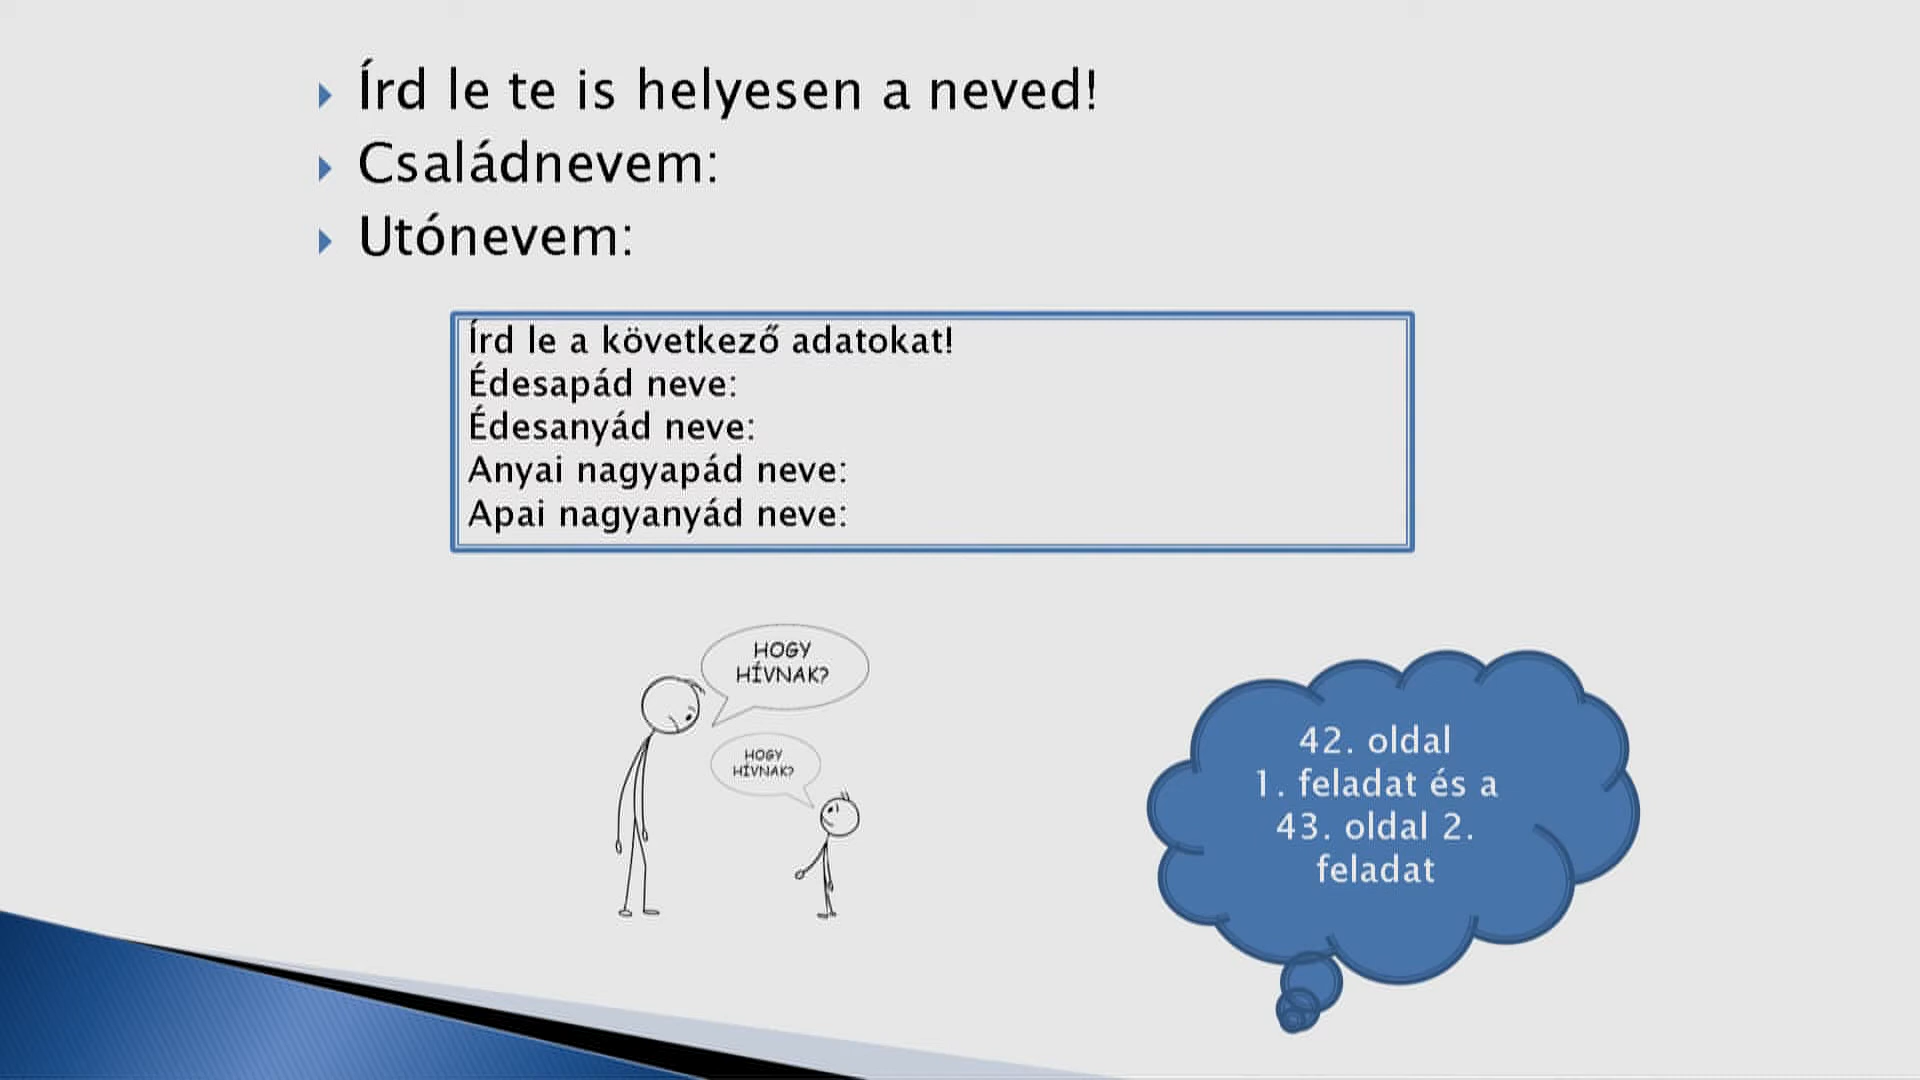 Írd le te is helyesen a neved!
Családnevem:
Utónevem:
Írd le a következő adatokat!
Édesapád neve:
Édesanyád neve:
Anyai nagyapád neve:
Apai nagyanyád neve:
HOGY
HÍVNAK?
HOGY
HÍVNAK?
42. oldal
1. feladat és a
43. oldal 2.
feladat